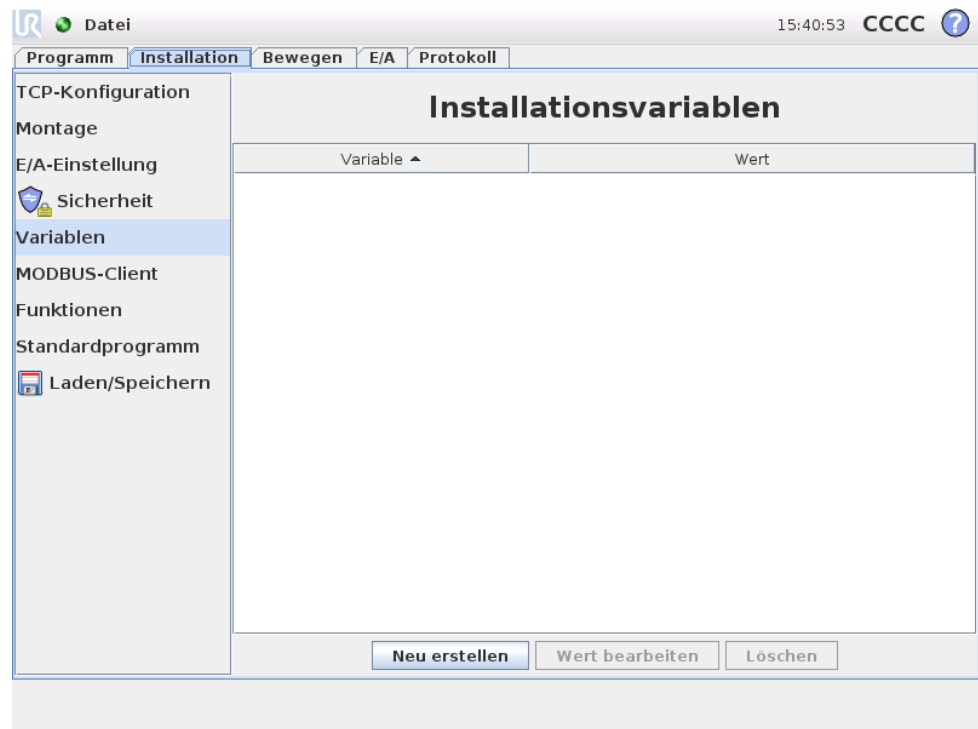 UR Datei 15:40:53 CCCC ?
Programm Installation Bewegen E/A Protokoll
TCP-Konfiguration
Montage
E/A-Einstellung
Sicherheit
Variablen
MODBUS-Client
Funktionen
Standardprogramm
Laden/Speichern
Installationsvariablen
Variable Wert
Neu erstellen Wert bearbeiten Löschen